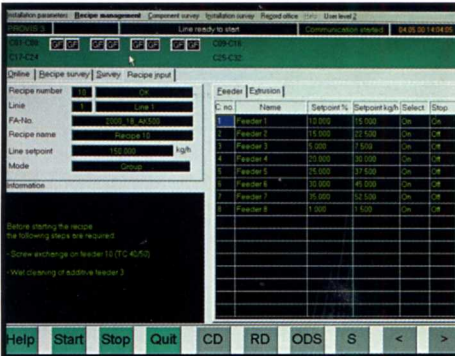 Installation parameters Recipe management Component survey Installation survey Record office Help User level 2
PROVIS 3 Line ready to start Communication started 04.05.00 14:04:05
C01-C08 C09-C16
C17-C24 C25-C32
Online Recipe survey Survey Recipe input
Recipe number 10 OK
Line 1 Line 1
FA-No. 2000_18_AK500
Recipe name Recipe 10
Line setpoint 150.000 kg/h
Mode Group
Information
Before starting the recipe
the following steps are required:
- Screw exchange on feeder 10 (TC 40/50)
- Wet cleaning of additive feeder 3
Feeder Extrusion
C no. Name Setpoint % Setpoint kg/h Select Stop
1 Feeder 1 10.000 15.000 On On
2 Feeder 2 15.000 22.500 On Off
3 Feeder 3 5.000 7.500 On Off
4 Feeder 4 20.000 30.000 On Off
5 Feeder 5 25.000 37.500 On Off
6 Feeder 6 30.000 45.000 On Off
7 Feeder 7 35.000 52.500 On Off
8 Feeder 8 1.000 1.500 On Off
Help Start Stop Quit CD RD ODS S < >